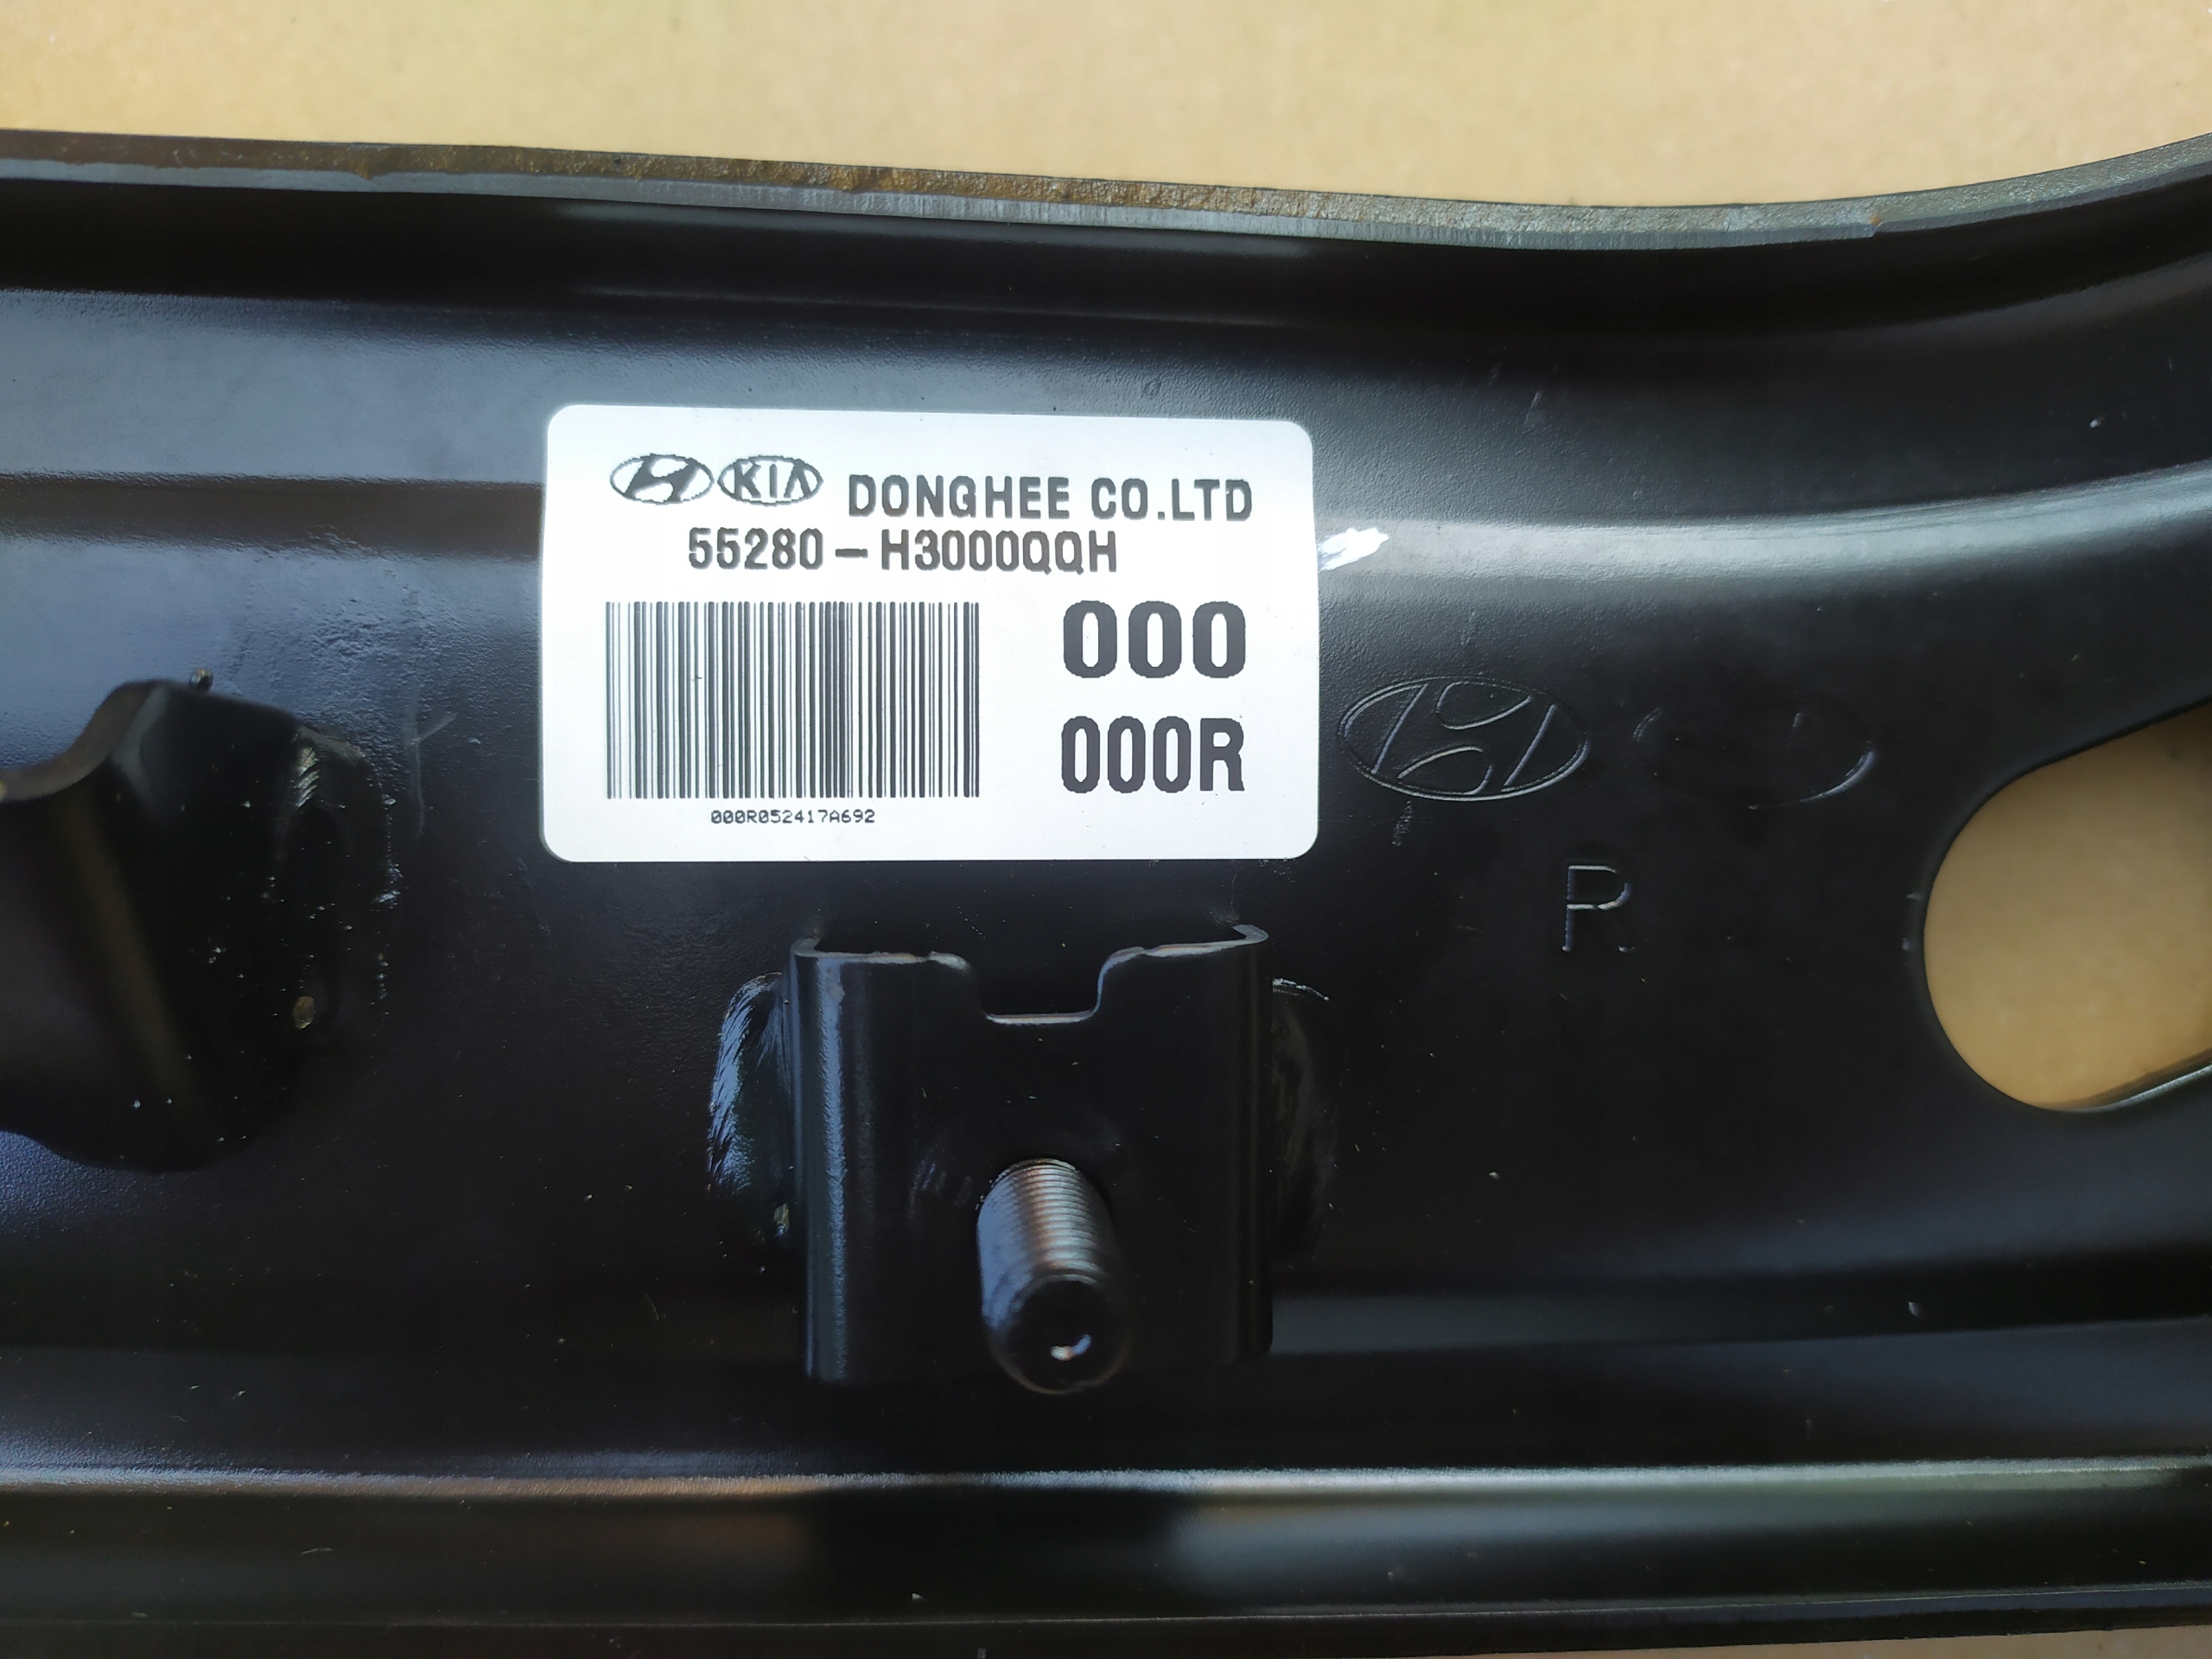 KIA DONGHEE CO.LTD
55280-H3000QQH
000
000R
000R052417A692
R